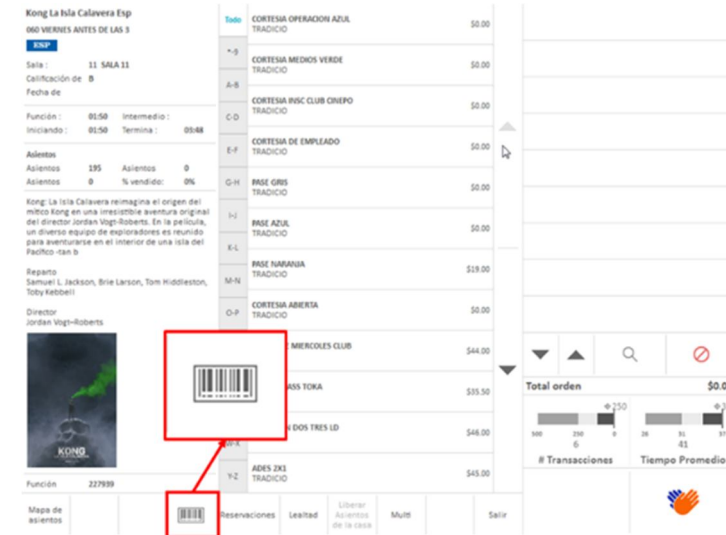 Kong La Isla Calavera Esp
060 VIERNES ANTES DE LAS 3
ESP
Sala : 11 SALA 11
Calificación de B
Fecha de
Función : 01:50 Intermedio :
Iniciando : 01:50 Termina : 03:48
Asientos
Asientos 195 Asientos 0
Asientos 0 % vendido: 0%
Kong: La Isla Calavera reimagina el origen del
mítico Kong en una irresistible aventura original
del director Jordan Vogt-Roberts. En la película,
un diverso equipo de exploradores es reunido
para aventurarse en el interior de una isla del
Pacífico -tan b
Reparto
Samuel L. Jackson, Brie Larson, Tom Hiddleston,
Toby Kebbell
Director
Jordan Vogt-Roberts
KONG
Función 227939
Todo
*-9
A-B
C-D
E-F
G-H
I-J
K-L
M-N
O-P
W-X
Y-Z
CORTESIA OPERACION AZUL
TRADICIO $0.00
CORTESIA MEDIOS VERDE
TRADICIO $0.00
CORTESIA INSC CLUB CINEPO
TRADICIO $0.00
CORTESIA DE EMPLEADO
TRADICIO $0.00
PASE GRIS
TRADICIO $0.00
PASE AZUL
TRADICIO $0.00
PASE NARANJA
TRADICIO $19.00
CORTESIA ABIERTA
TRADICIO $0.00
MIERCOLES CLUB
$44.00
ASS TOKA
$35.50
N DOS TRES LD
$46.00
ADES 2X1
TRADICIO $45.00
Total orden $0.0
250
500 250 0
6
# Transacciones
26 31 37
41
Tiempo Promedio
Mapa de
asientos
Reservaciones
Lealtad
Liberar
Asientos
de la casa
Multi
Salir